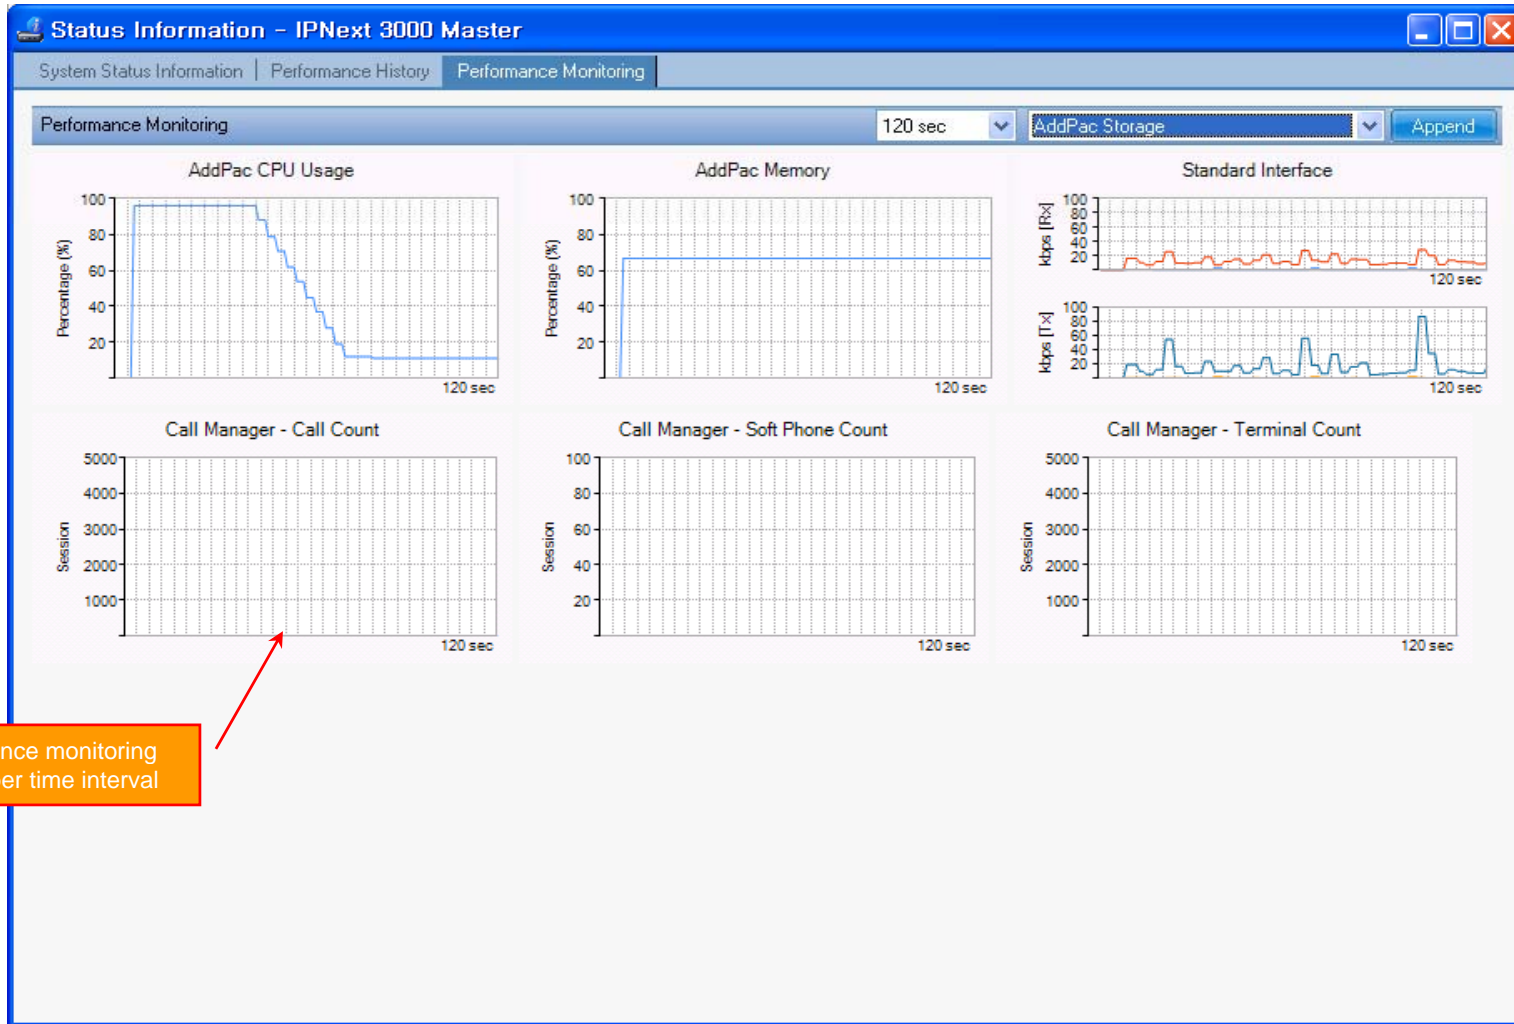 Status Information - IPNext 3000 Master
System Status Information | Performance History Performance Monitoring
Performance Monitoring 120 sec AddPac Storage Append
AddPac CPU Usage
100
80
60
40
20
Percentage (%)
120 sec
AddPac Memory
100
80
60
40
20
Percentage (%)
120 sec
Standard Interface
100
80
60
40
20
kbps [Rx]
120 sec
100
80
60
40
20
kbps [Tx]
120 sec
Call Manager - Call Count
5000
4000
3000
2000
1000
Session
120 sec
Call Manager - Soft Phone Count
100
80
60
40
20
Session
120 sec
Call Manager - Terminal Count
5000
4000
3000
2000
1000
Session
120 sec
nce monitoring
er time interval